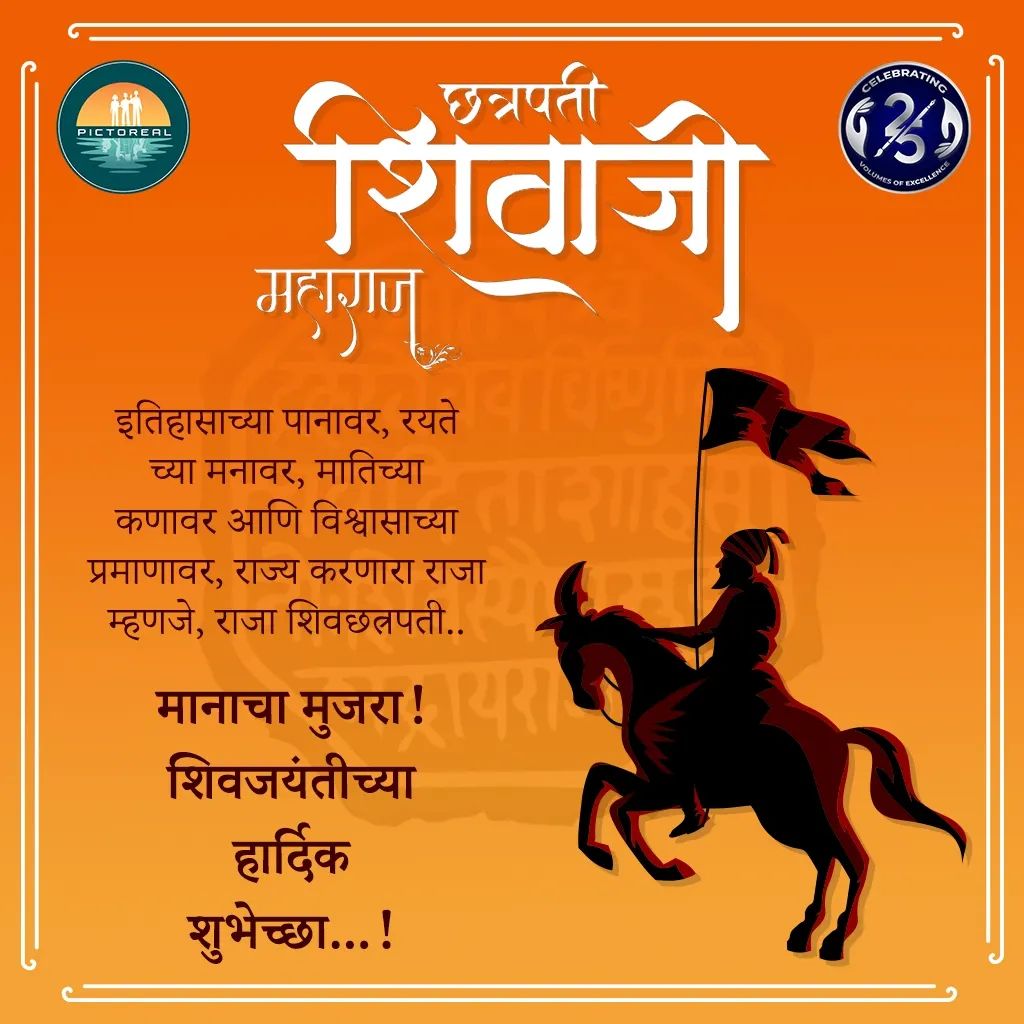 PICTOREAL
CELEBRATING
25
VOLUMES OF EXCELLENCE
छत्रपती
शिवाजी
महाराज
इतिहासाच्या पानावर, रयते
च्या मनावर, मातिच्या
कणावर आणि विश्वासाच्या
प्रमाणावर, राज्य करणारा राजा
म्हणजे, राजा शिवछत्रपती..
मानाचा मुजरा!
शिवजयंतीच्या
हार्दिक
शुभेच्छा...!